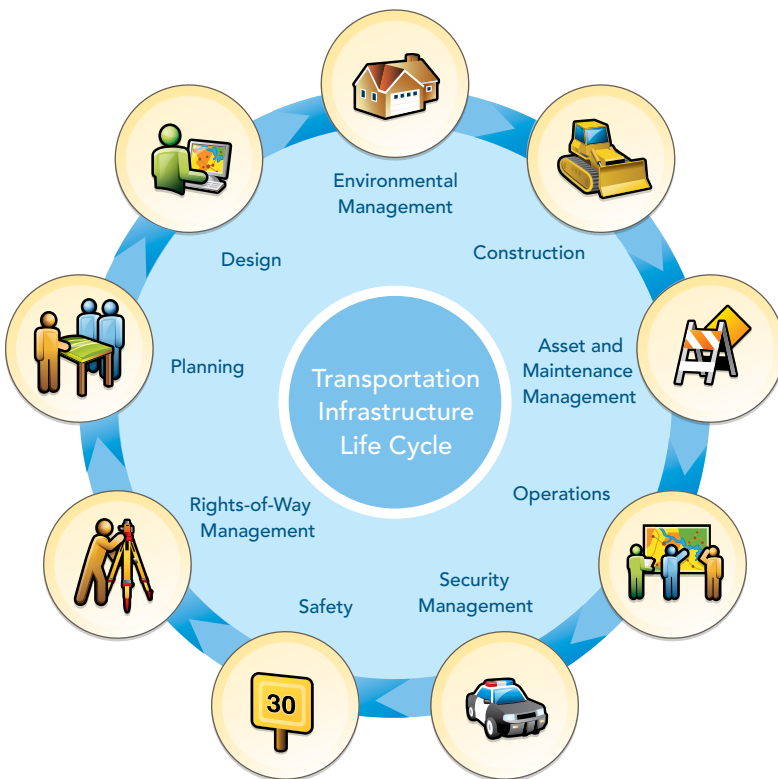 Environmental
Management
Design
Construction
Planning
Asset and
Maintenance
Management
Transportation
Infrastructure
Life Cycle
Rights-of-Way
Management
Operations
Security
Management
Safety
30